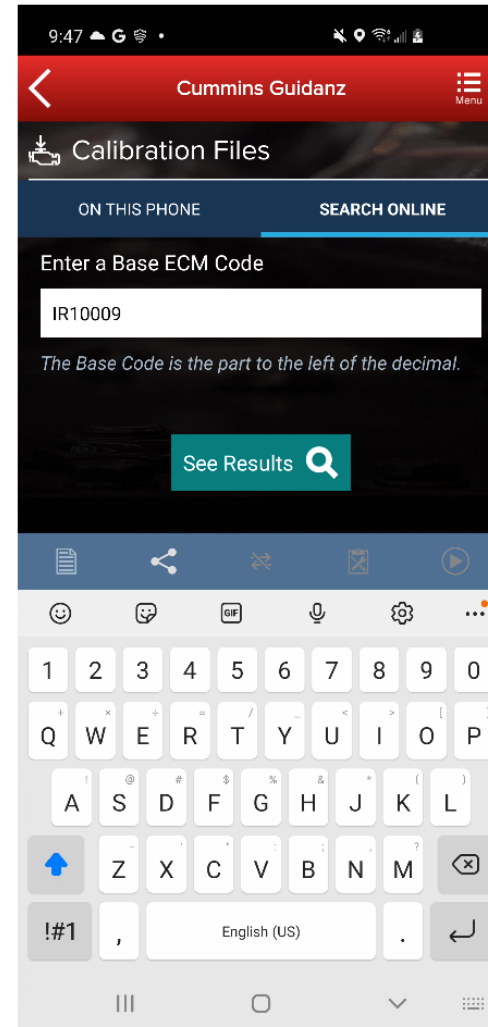 9:47
Cummins Guidanz
Menu
Calibration Files
ON THIS PHONE
SEARCH ONLINE
Enter a Base ECM Code
IR10009
The Base Code is the part to the left of the decimal.
See Results
GIF
1 2 3 4 5 6 7 8 9 0
Q W E R T Y U I O P
A S D F G H J K L
Z X C V B N M
!#1 , English (US) .